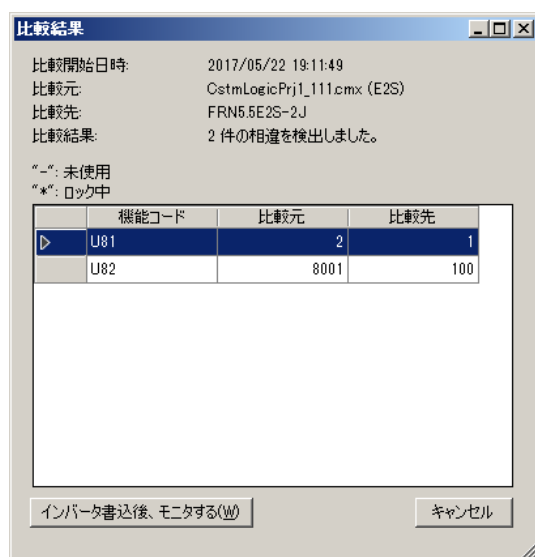 比較結果
比較開始日時: 2017/05/22 19:11:49
比較元: CstmLogicPrj1_111.cmx (E2S)
比較先: FRN5.5E2S-2J
比較結果: 2 件の相違を検出しました。
"-": 未使用
"*": ロック中
機能コード 比較元 比較先
U81 2 1
U82 8001 100
インバータ書込後、モニタする(W) キャンセル